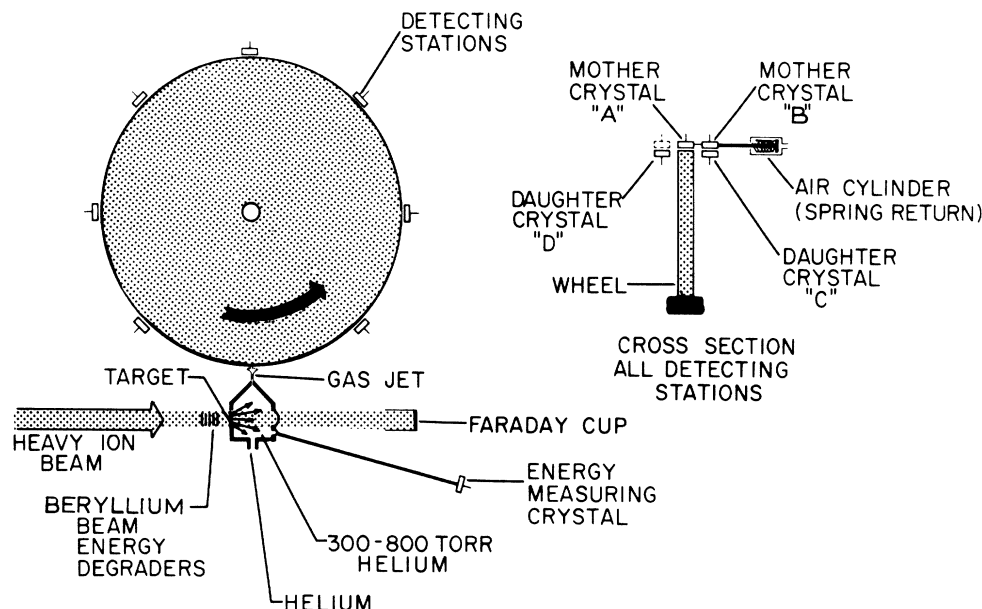 DETECTING
STATIONS
MOTHER
CRYSTAL
"A"
MOTHER
CRYSTAL
"B"
DAUGHTER
CRYSTAL
"D"
AIR CYLINDER
(SPRING RETURN)
DAUGHTER
CRYSTAL
"C"
WHEEL
CROSS SECTION
ALL DETECTING
STATIONS
TARGET
GAS JET
HEAVY ION
BEAM
FARADAY CUP
BERYLLIUM
BEAM
ENERGY
DEGRADERS
ENERGY
MEASURING
CRYSTAL
300-800 TORR
HELIUM
HELIUM